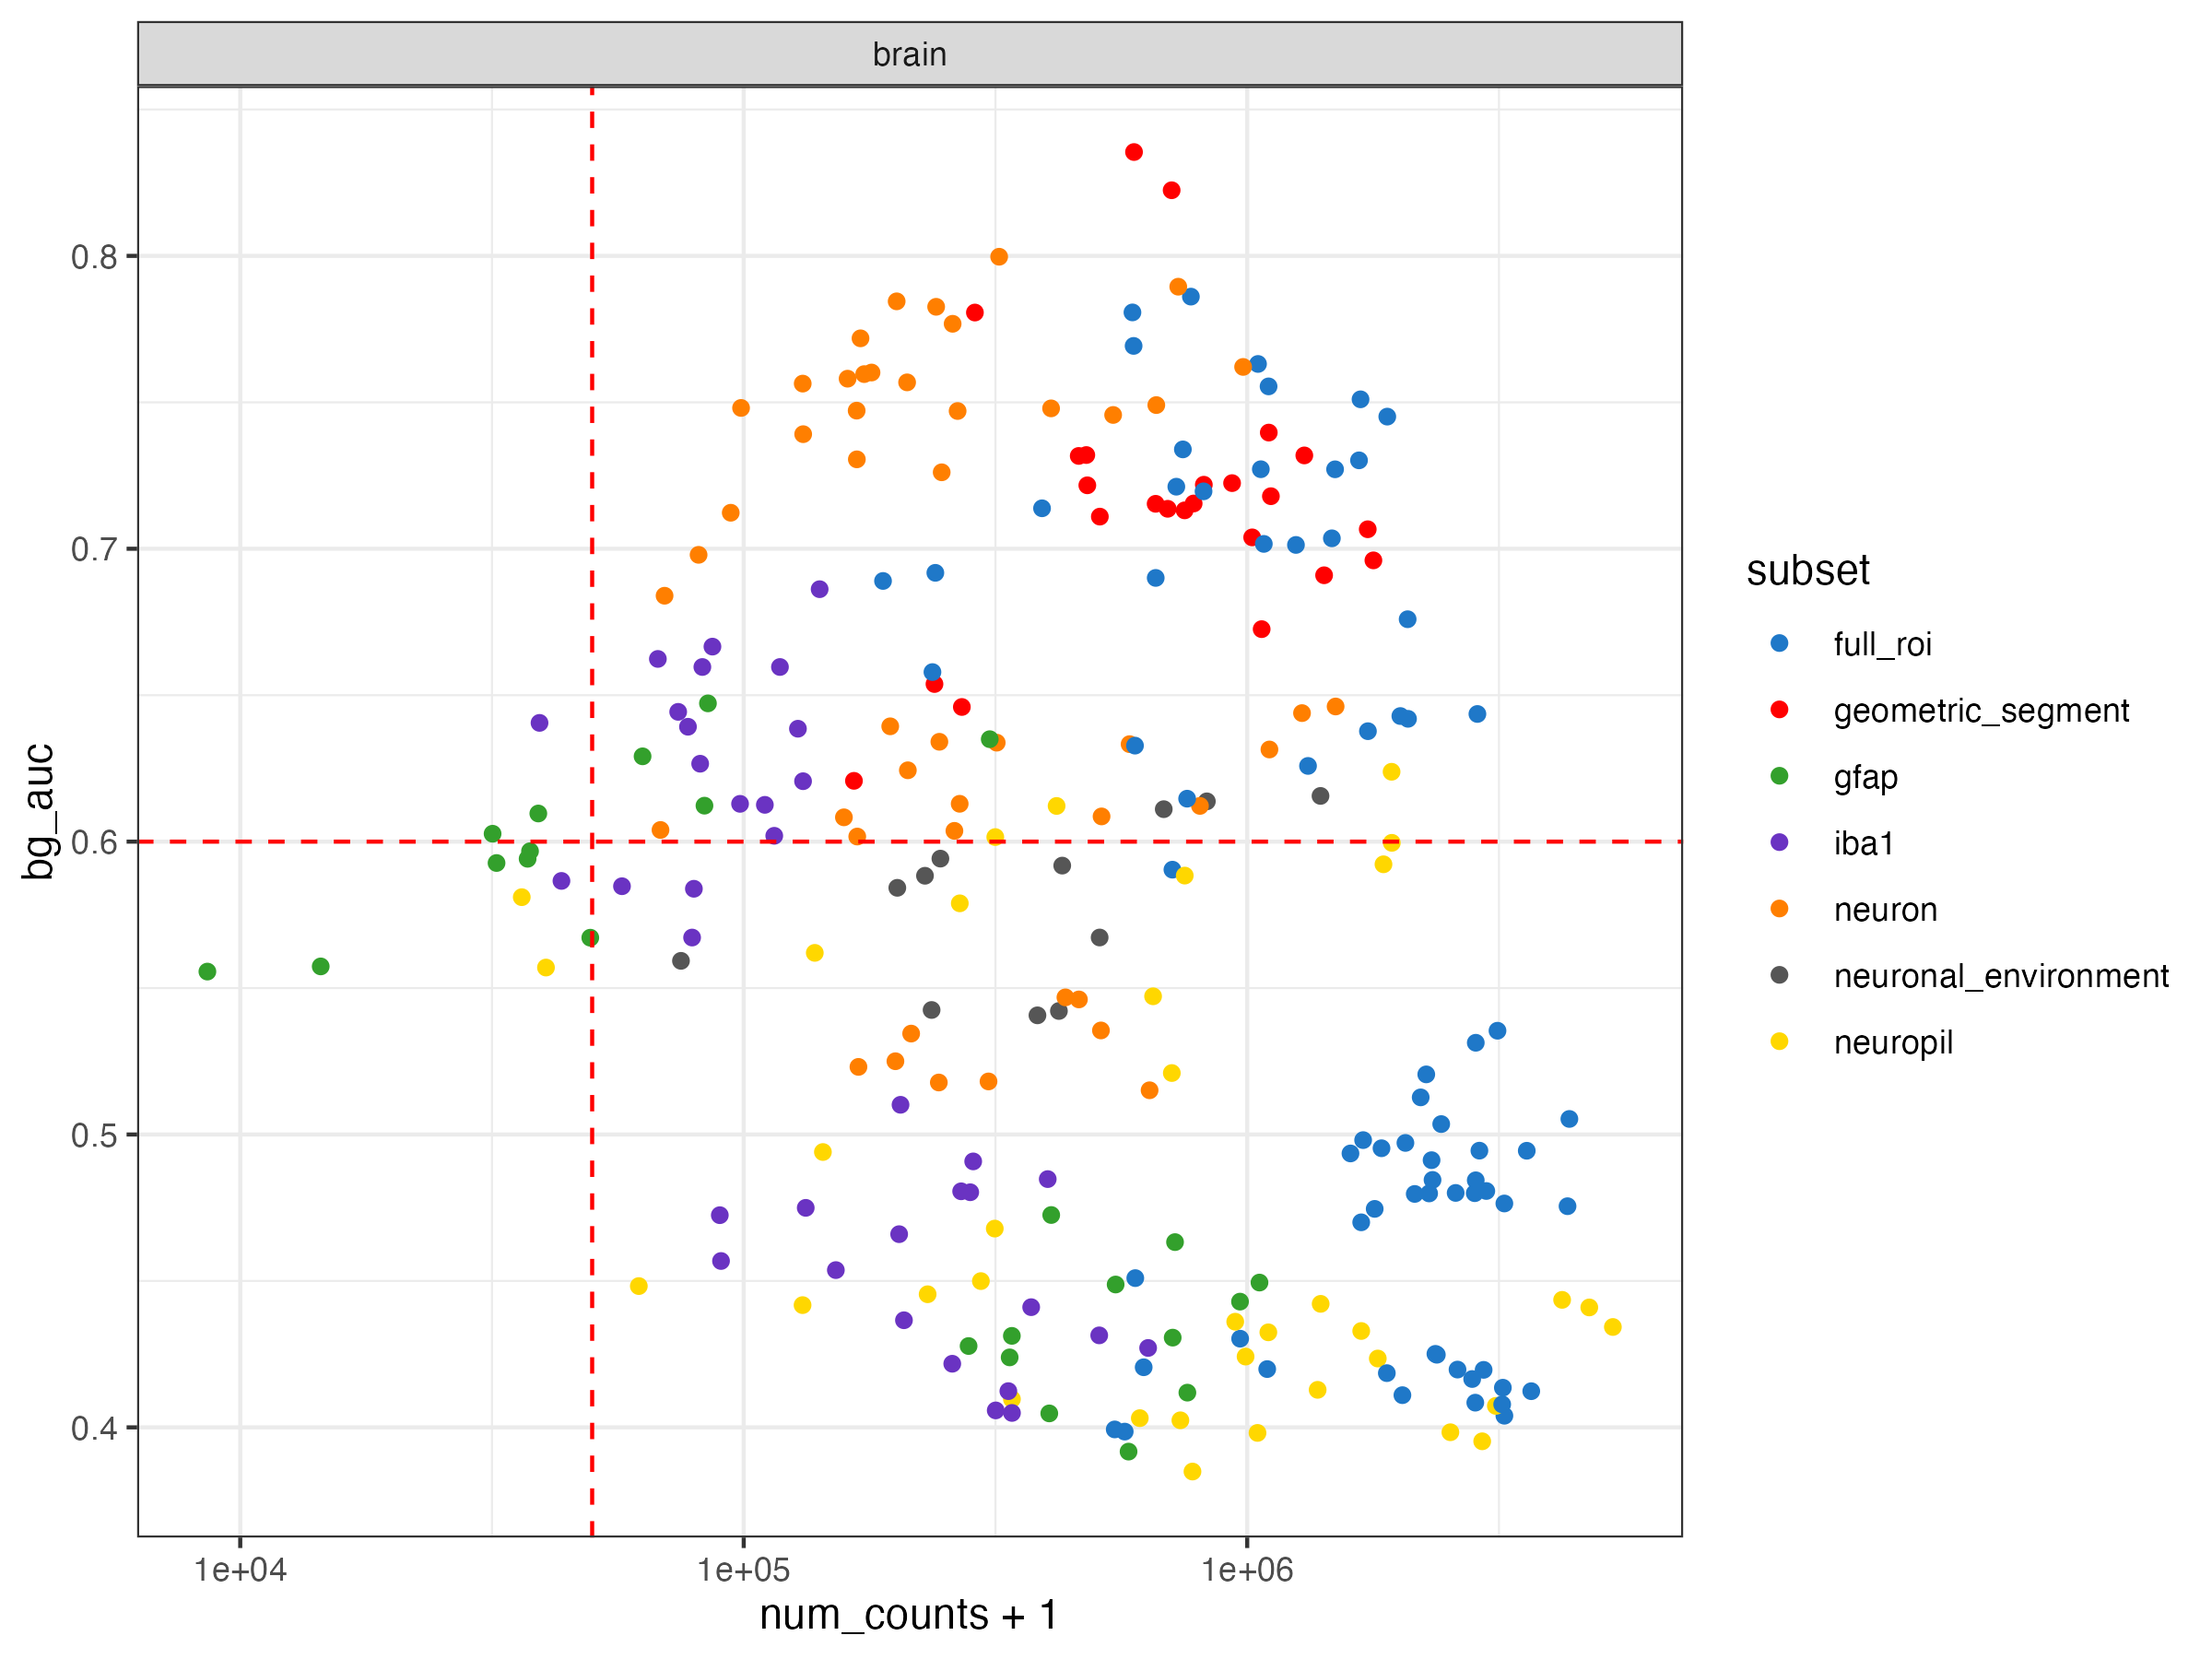 brain
bg_auc
0.8
0.7
0.6
0.5
0.4
1e+04
1e+05
1e+06
num_counts + 1
subset
full_roi
geometric_segment
gfap
iba1
neuron
neuronal_environment
neuropil